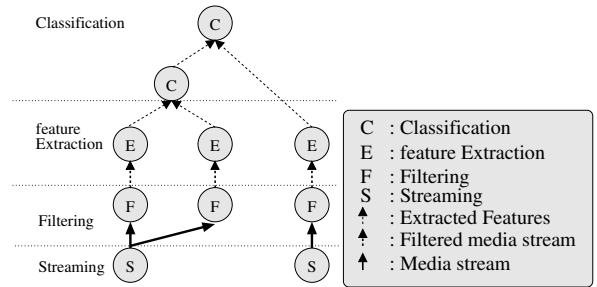 Classification
C
C
feature
Extraction
E
E
E
Filtering
F
F
F
Streaming
S
S
C : Classification
E : feature Extraction
F : Filtering
S : Streaming
: Extracted Features
: Filtered media stream
: Media stream